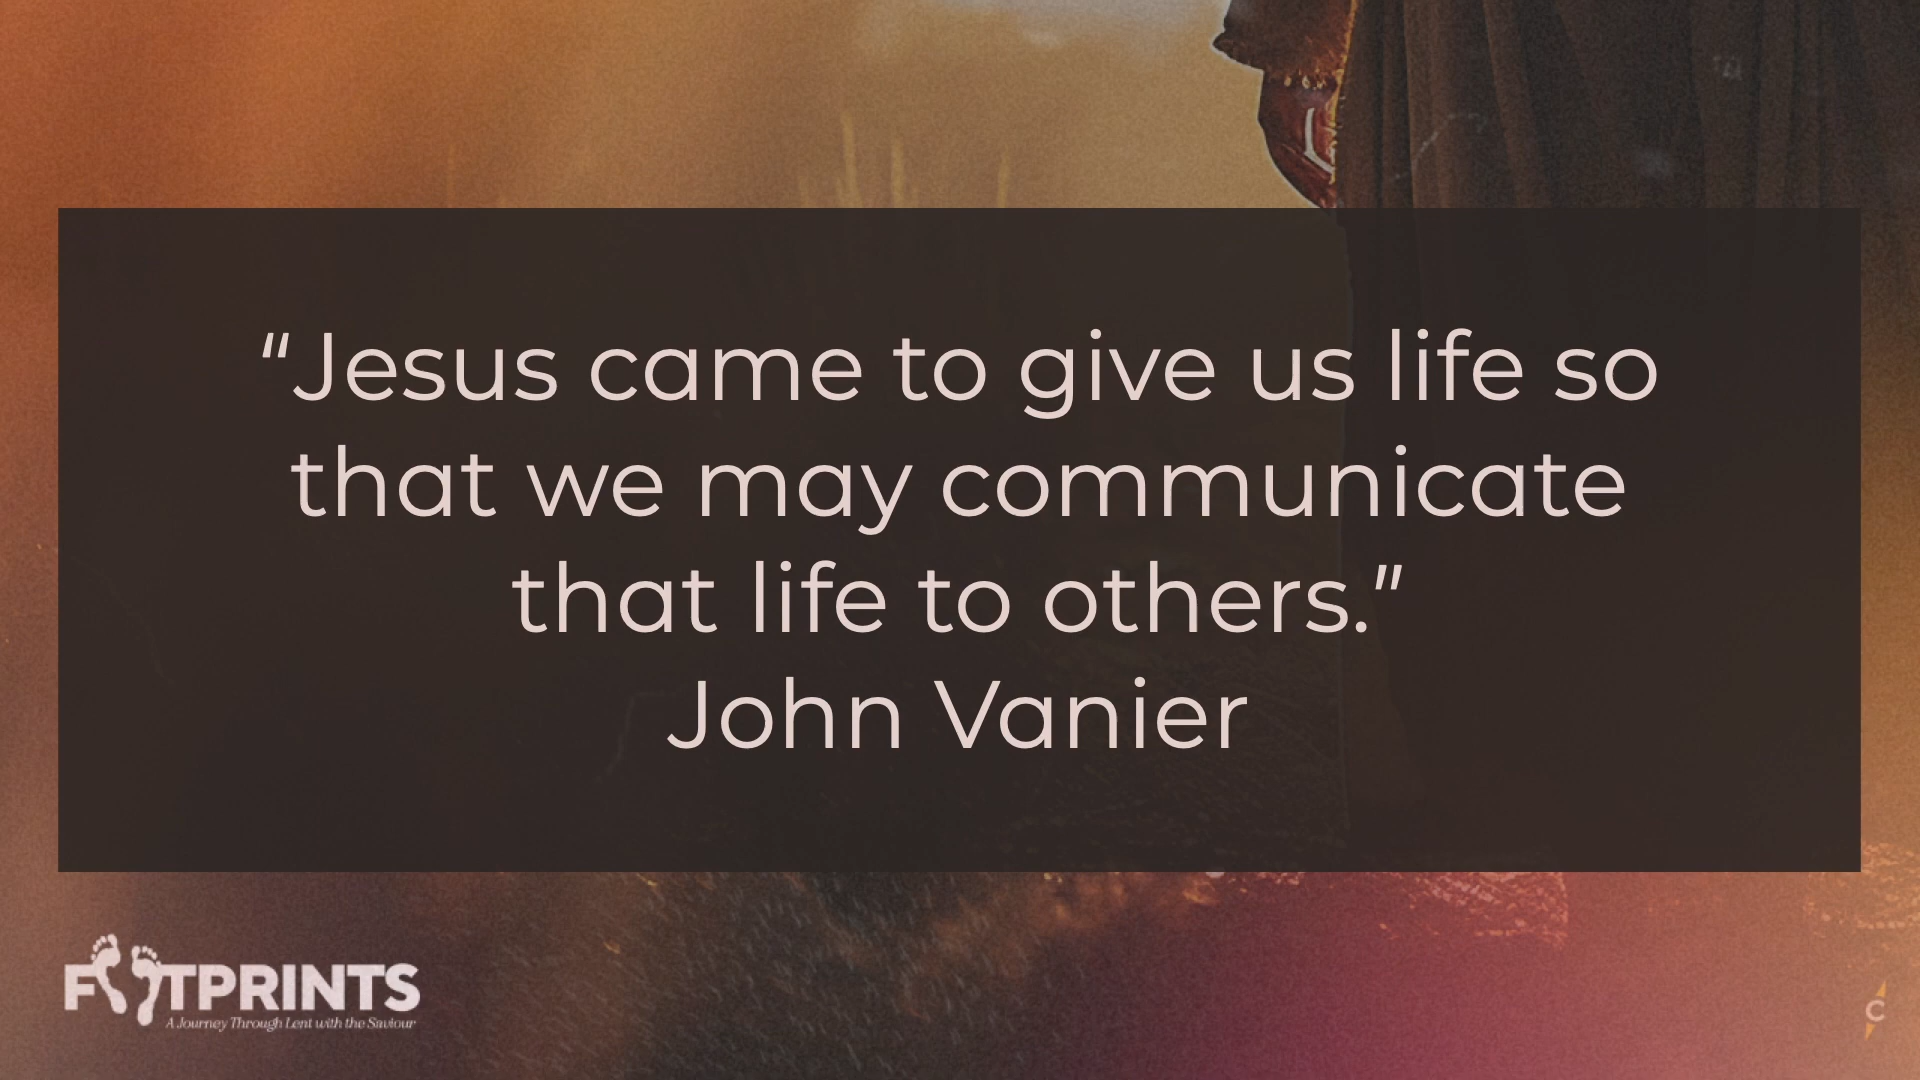 “Jesus came to give us life so
that we may communicate
that life to others.”
John Vanier
FOOTPRINTS
A Journey Through Lent with the Saviour
C